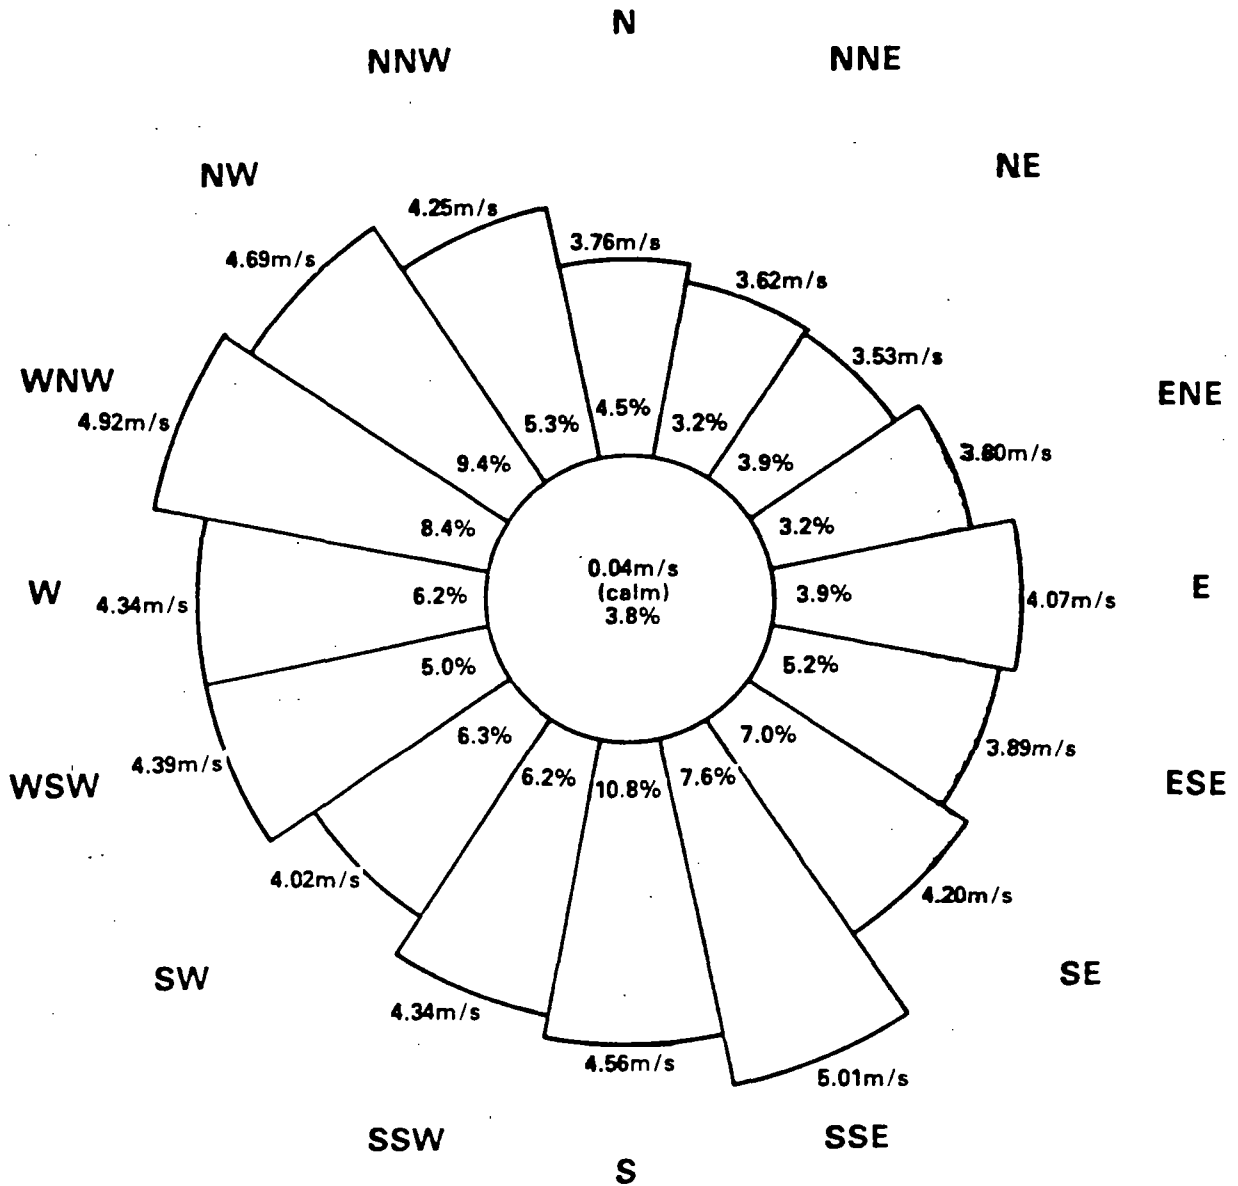 N
NNW
NNE
NW
NE
4.25m/s
3.76m/s
4.69m/s
3.62m/s
3.53m/s
WNW
ENE
4.92m/s
3.80m/s
4.5%
5.3%
3.2%
9.4%
3.9%
8.4%
3.2%
0.04m/s
(calm)
3.8%
W
4.34m/s
6.2%
3.9%
4.07m/s
E
5.0%
5.2%
6.3%
7.0%
3.89m/s
4.39m/s
WSW
ESE
6.2%
10.8%
7.6%
4.02m/s
4.20m/s
SW
SE
4.34m/s
4.56m/s
5.01m/s
SSW
SSE
S